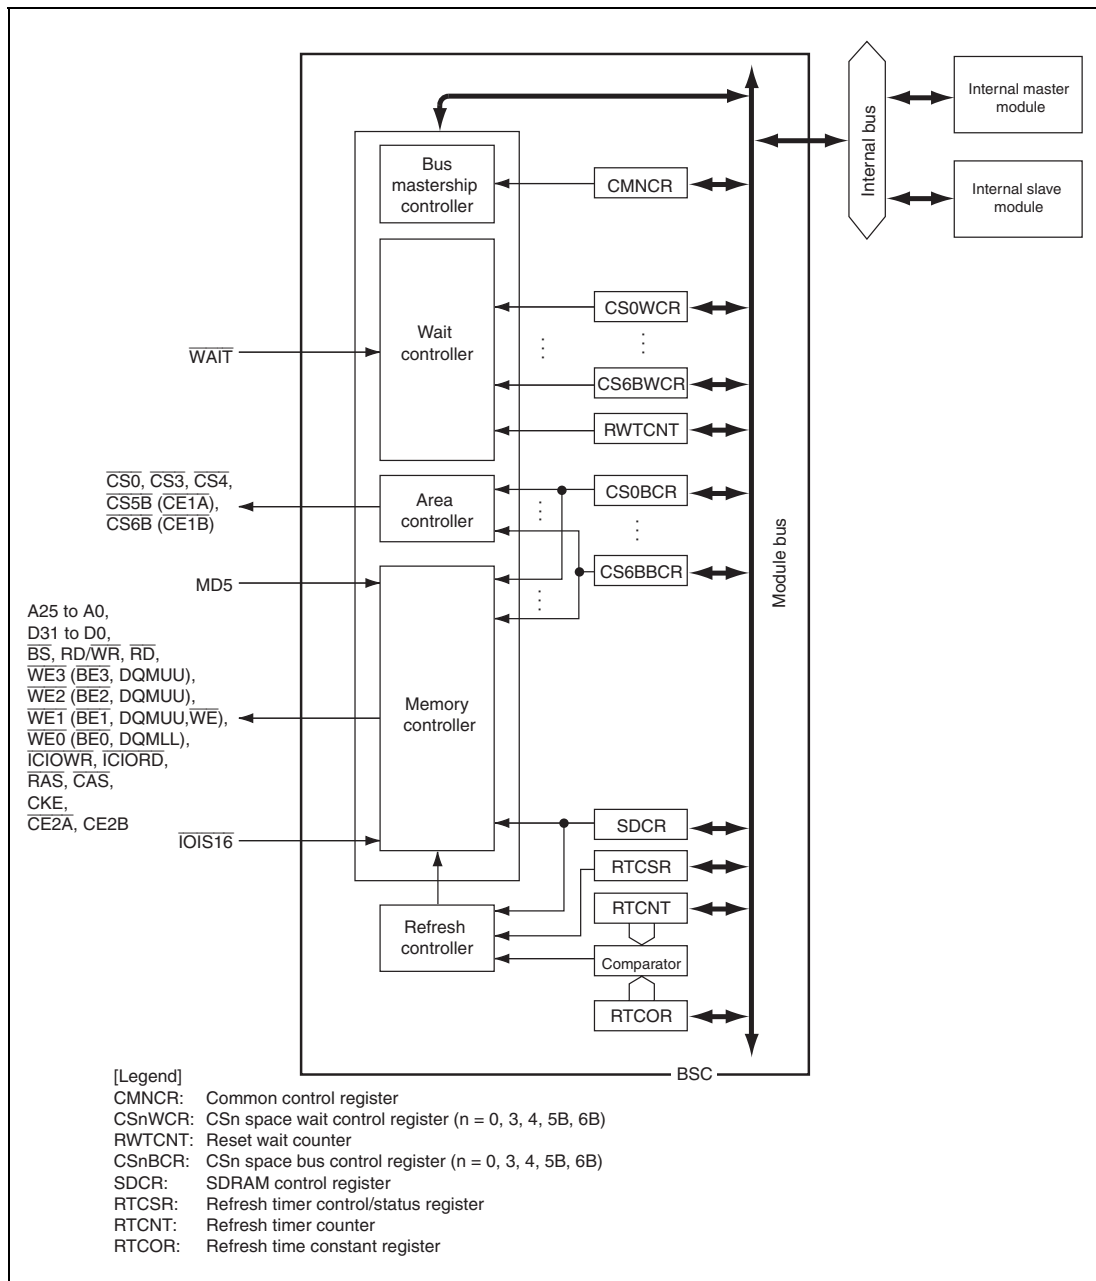 Internal bus
Internal master
module
Internal slave
module
Bus
mastership
controller
CMNCR
Wait
controller
CS0WCR
WAIT
CS6BWCR
RWTCNT
CS0, CS3, CS4,
CS5B (CE1A),
CS6B (CE1B)
Area
controller
CS0BCR
CS6BBCR
Module bus
MD5
A25 to A0,
D31 to D0,
BS, RD/WR, RD,
WE3 (BE3, DQMUU),
WE2 (BE2, DQMUU),
WE1 (BE1, DQMUU,WE),
WE0 (BE0, DQMLL),
ICIOWR, ICIORD,
RAS, CAS,
CKE,
CE2A, CE2B
Memory
controller
IOIS16
SDCR
RTCSR
RTCNT
Refresh
controller
Comparator
RTCOR
BSC
[Legend]
CMNCR: Common control register
CSnWCR: CSn space wait control register (n = 0, 3, 4, 5B, 6B)
RWTCNT: Reset wait counter
CSnBCR: CSn space bus control register (n = 0, 3, 4, 5B, 6B)
SDCR: SDRAM control register
RTCSR: Refresh timer control/status register
RTCNT: Refresh timer counter
RTCOR: Refresh time constant register